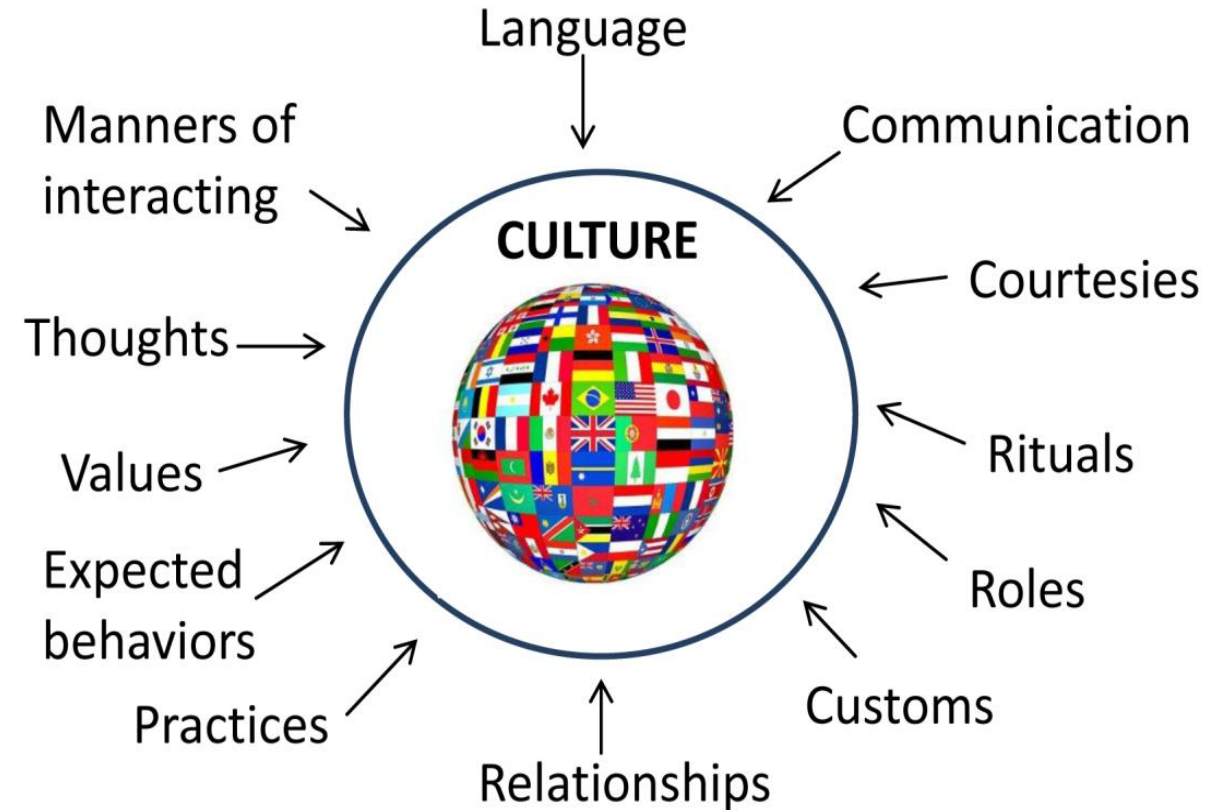 Language
Manners of
interacting
Communication
CULTURE
Courtesies
Thoughts
Rituals
Values
Expected
behaviors
Roles
Customs
Practices
Relationships